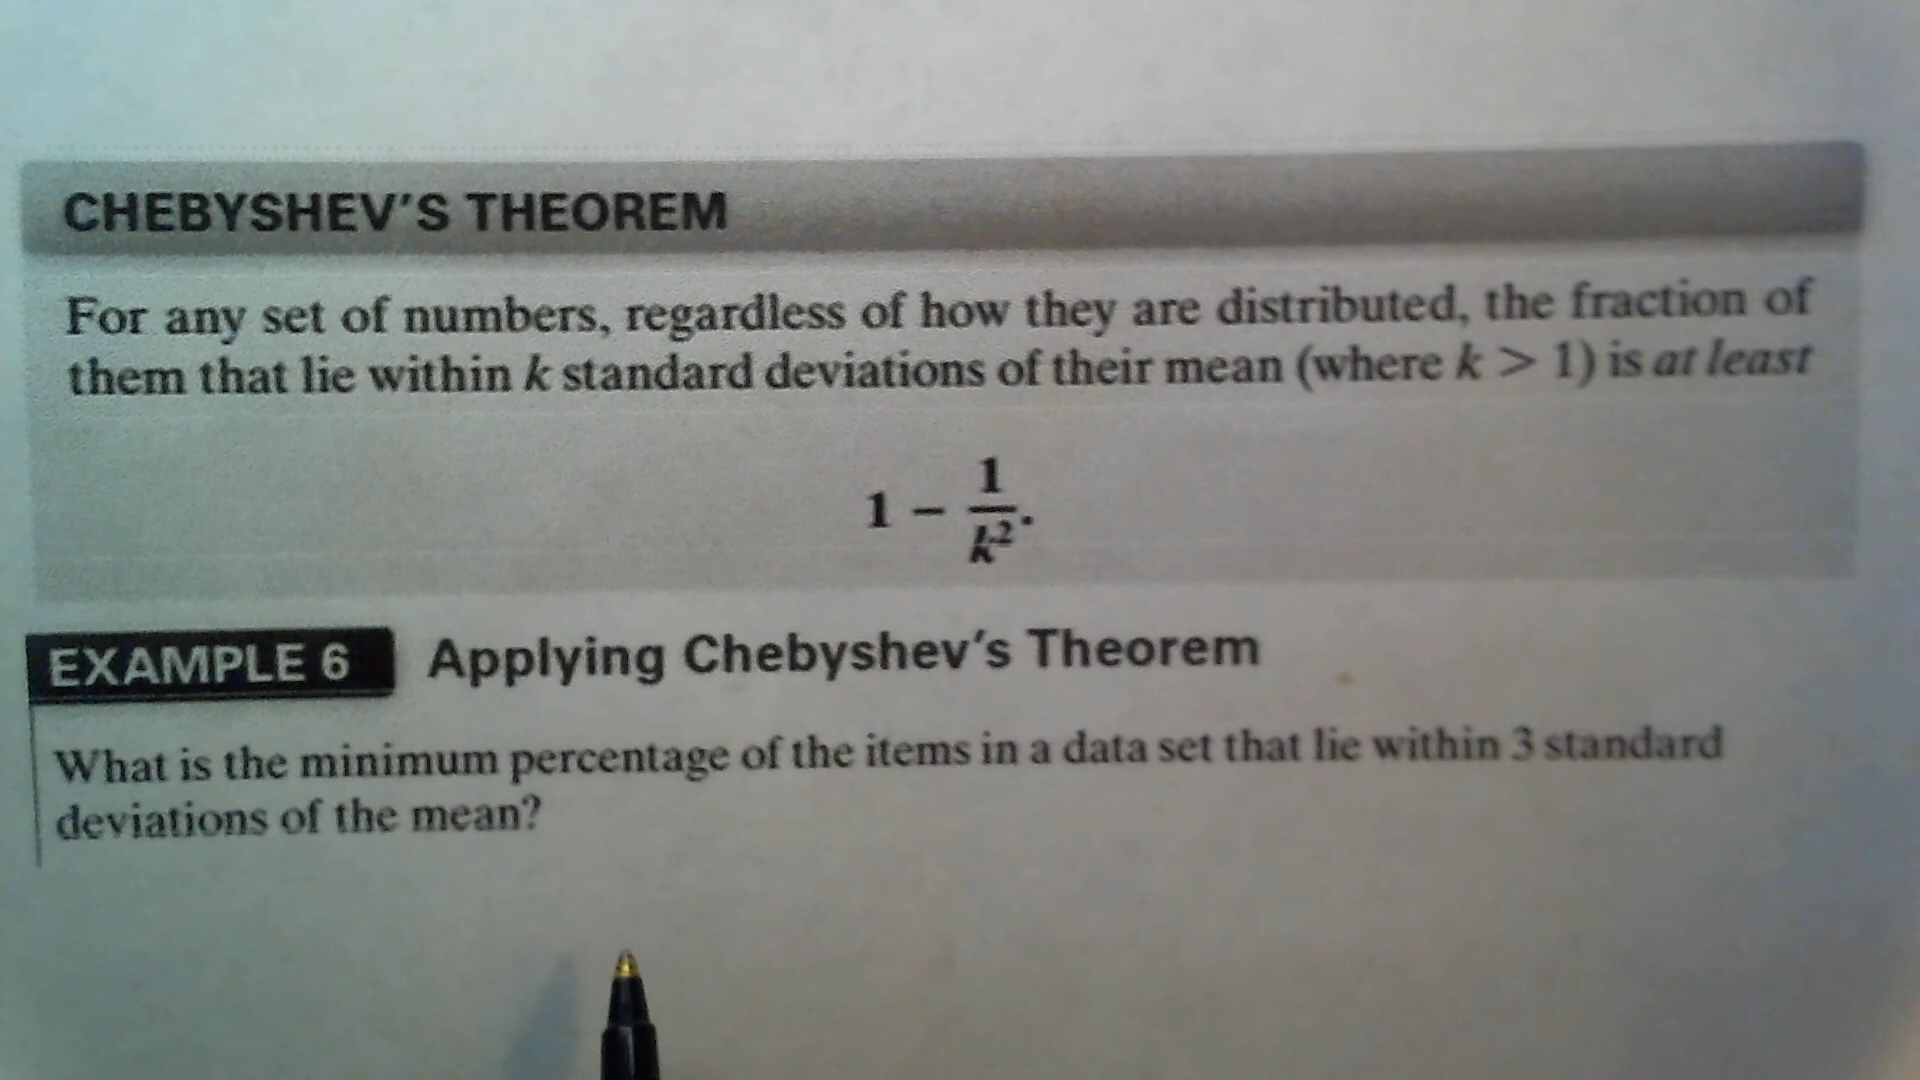 CHEBYSHEV'S THEOREM
For any set of numbers, regardless of how they are distributed, the fraction of
them that lie within k standard deviations of their mean (where k > 1) is at least
1 - 1/k².
EXAMPLE 6 Applying Chebyshev's Theorem
What is the minimum percentage of the items in a data set that lie within 3 standard
deviations of the mean?